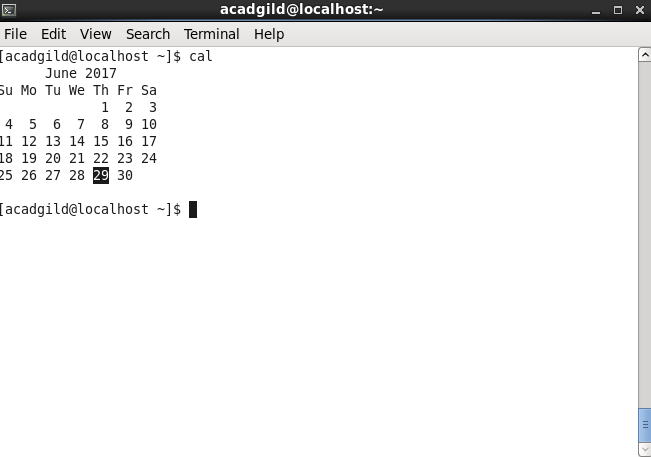 acadgild@localhost:~
File Edit View Search Terminal Help
[acadgild@localhost ~]$ cal
      June 2017
Su Mo Tu We Th Fr Sa
             1  2  3
 4  5  6  7  8  9 10
11 12 13 14 15 16 17
18 19 20 21 22 23 24
25 26 27 28 29 30
[acadgild@localhost ~]$